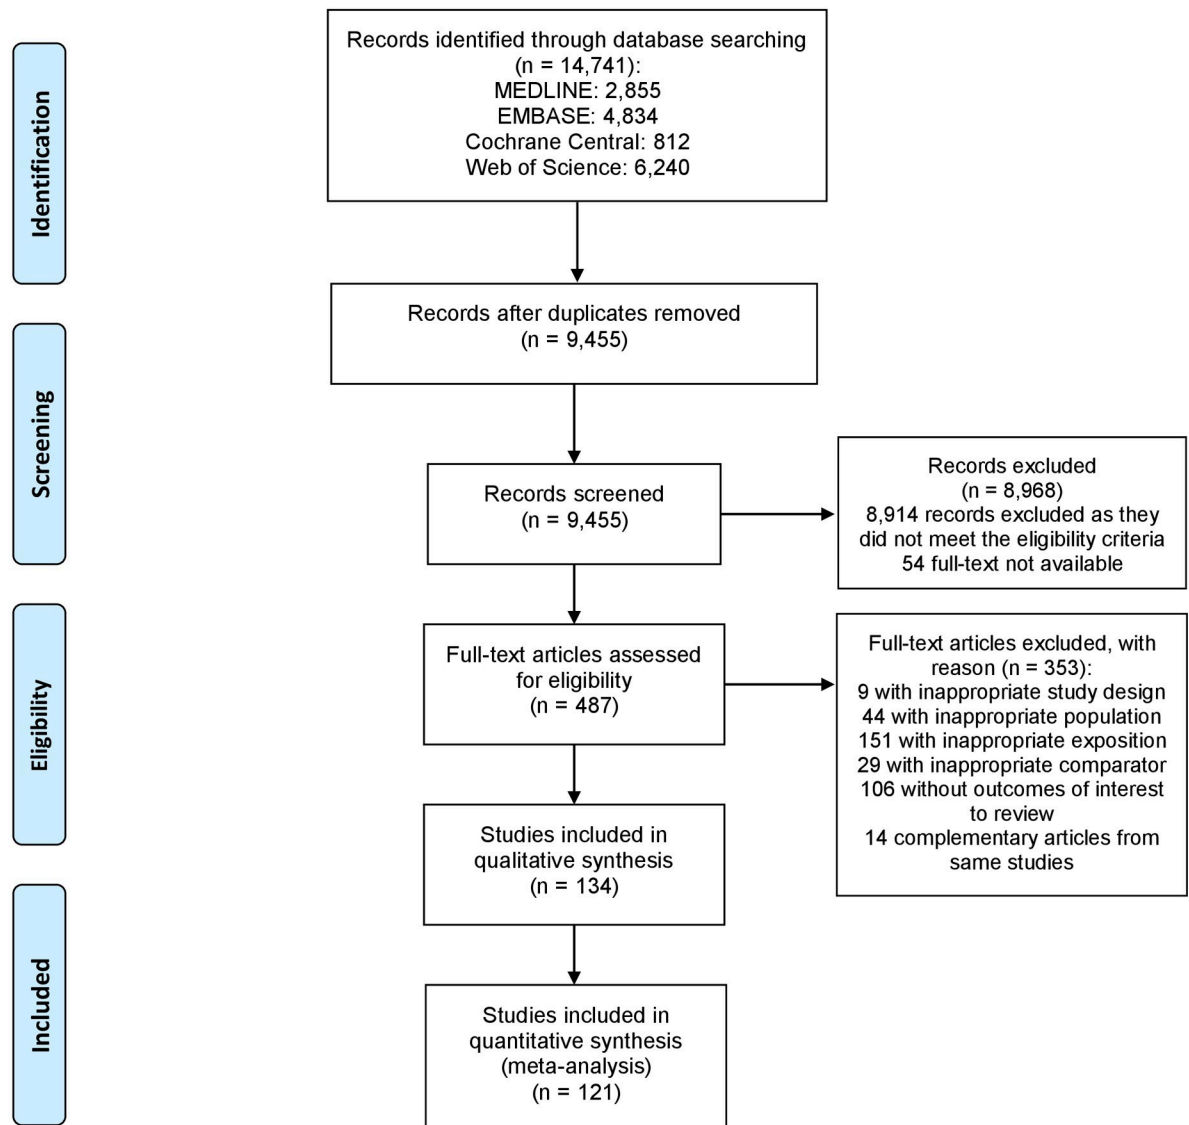 Identification
Records identified through database searching
(n = 14,741):
MEDLINE: 2,855
EMBASE: 4,834
Cochrane Central: 812
Web of Science: 6,240
Records after duplicates removed
(n = 9,455)
Screening
Records screened
(n = 9,455)
Records excluded
(n = 8,968)
8,914 records excluded as they
did not meet the eligibility criteria
54 full-text not available
Eligibility
Full-text articles assessed
for eligibility
(n = 487)
Full-text articles excluded, with
reason (n = 353):
9 with inappropriate study design
44 with inappropriate population
151 with inappropriate exposition
29 with inappropriate comparator
106 without outcomes of interest
to review
14 complementary articles from
same studies
Studies included in
qualitative synthesis
(n = 134)
Included
Studies included in
quantitative synthesis
(meta-analysis)
(n = 121)